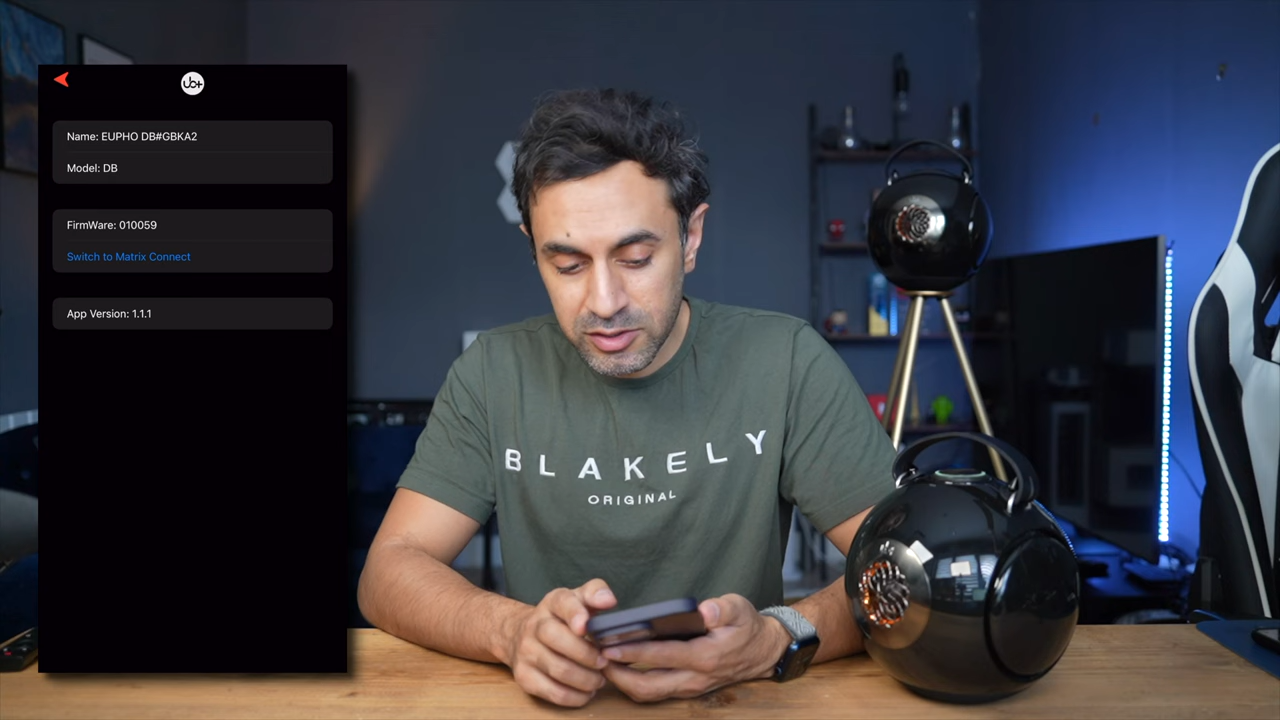 ub+
Name: EUPHO DB#GBKA2
Model: DB
FirmWare: 010059
Switch to Matrix Connect
App Version: 1.1.1
BLAKELY
ORIGINAL